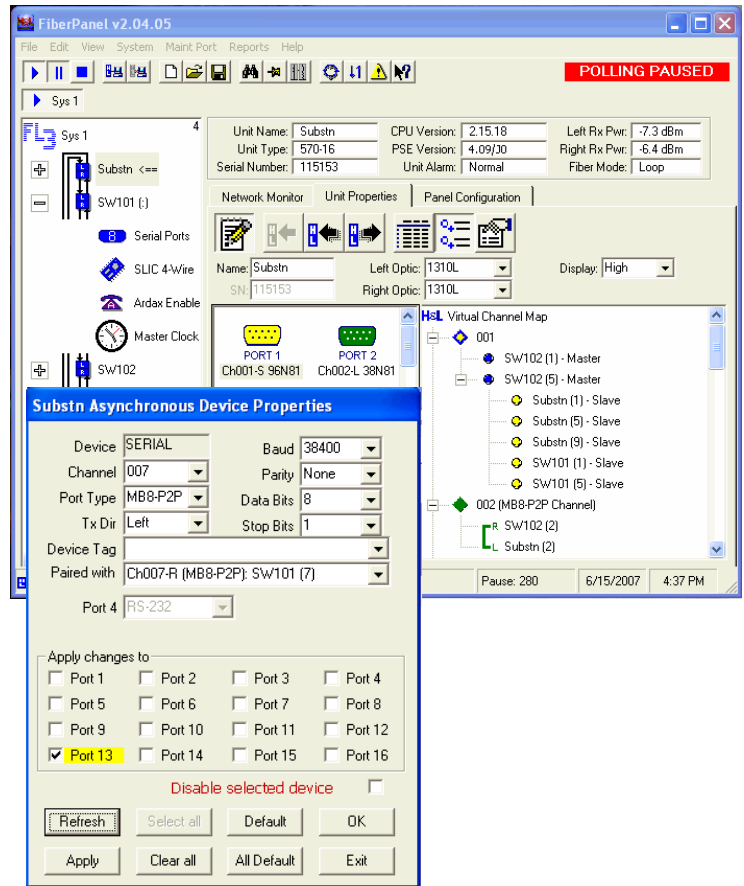 FiberPanel v2.04.05
File Edit View System Maint Port Reports Help
POLLING PAUSED
Sys 1
Sys 1 4
Substn <==
SW101 (:)
8 Serial Ports
SLIC 4-Wire
Ardax Enable
Master Clock
SW102
Unit Name: Substn CPU Version: 2.15.18 Left Rx Pwr: -7.3 dBm
Unit Type: 570-16 PSE Version: 4.09/J0 Right Rx Pwr: -6.4 dBm
Serial Number: 115153 Unit Alarm: Normal Fiber Mode: Loop
Network Monitor Unit Properties Panel Configuration
Name: Substn Left Optic: 1310L Display: High
SN: 115153 Right Optic: 1310L
PORT 1 PORT 2
Ch001-S 96N81 Ch002-L 38N81
H&L Virtual Channel Map
001
SW102 (1) - Master
SW102 (5) - Master
Substn (1) - Slave
Substn (5) - Slave
Substn (9) - Slave
SW101 (1) - Slave
SW101 (5) - Slave
002 (MB8-P2P Channel)
R SW102 (2)
L Substn (2)
Pause: 280 6/15/2007 4:37 PM
Substn Asynchronous Device Properties
Device SERIAL Baud 38400
Channel 007 Parity None
Port Type MB8-P2P Data Bits 8
Tx Dir Left Stop Bits 1
Device Tag
Paired with Ch007-R (MB8-P2P): SW101 (7)
Port 4 RS-232
Apply changes to
Port 1 Port 2 Port 3 Port 4
Port 5 Port 6 Port 7 Port 8
Port 9 Port 10 Port 11 Port 12
Port 13 Port 14 Port 15 Port 16
Disable selected device
Refresh Select all Default OK
Apply Clear all All Default Exit